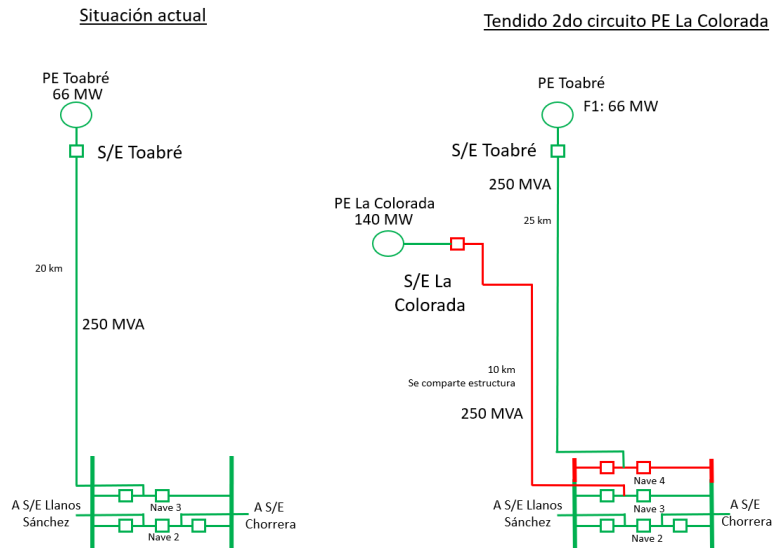 Situación actual
PE Toabré
66 MW
S/E Toabré
20 km
250 MVA
A S/E Llanos
Sánchez
Nave 3
Nave 2
A S/E
Chorrera
Tendido 2do circuito PE La Colorada
PE Toabré
F1: 66 MW
S/E Toabré
250 MVA
25 km
PE La Colorada
140 MW
S/E La
Colorada
10 km
Se comparte estructura
250 MVA
Nave 4
A S/E Llanos
Sánchez
Nave 3
Nave 2
A S/E
Chorrera